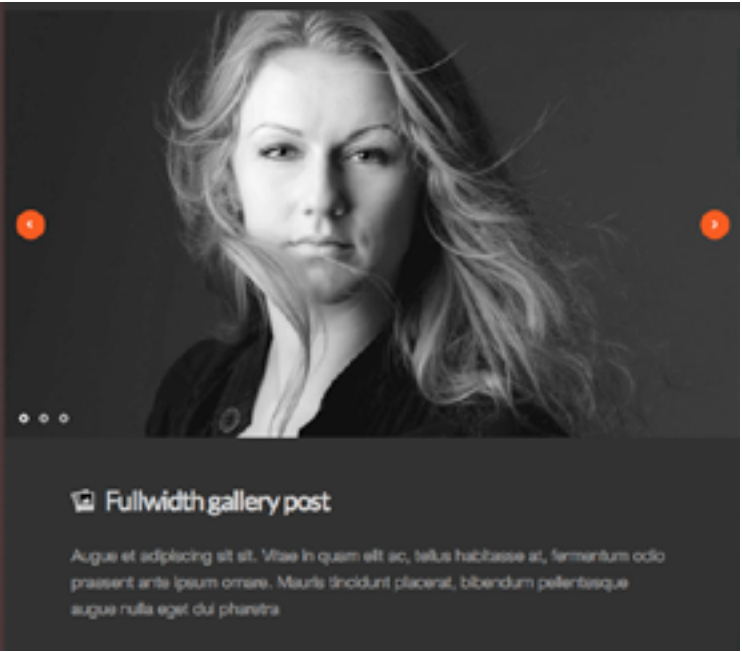 Fullwidth gallery post
Augue et adipiscing sit sit. Vitae in quam elit ac, tellus habitasse at, fermentum odio
praesent ante ipsum ornare. Mauris tincidunt placerat, bibendum pellentesque
augue nulla eget dui pharetra